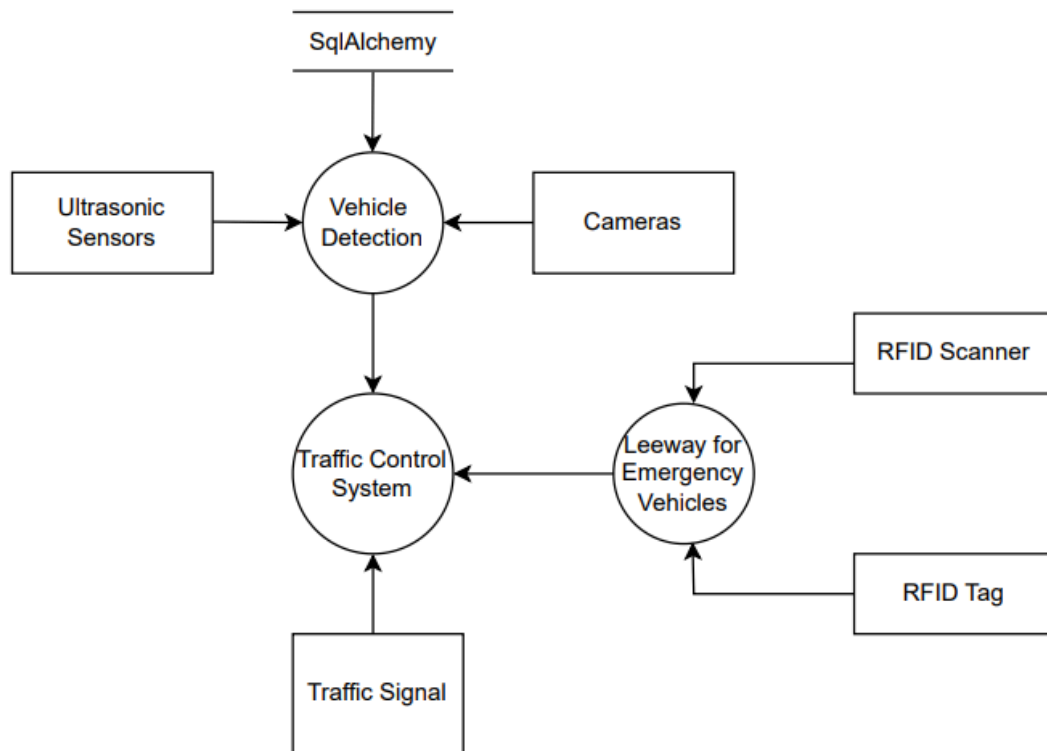 SqlAlchemy
Ultrasonic
Sensors
Vehicle
Detection
Cameras
RFID Scanner
Traffic Control
System
Leeway for
Emergency
Vehicles
RFID Tag
Traffic Signal